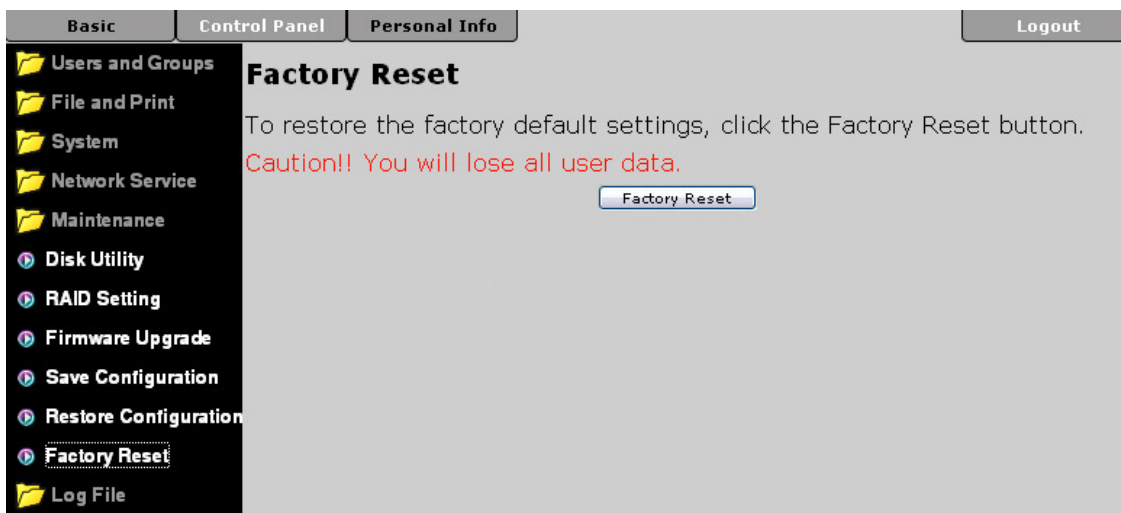 Basic
Control Panel
Personal Info
Logout
Users and Groups
File and Print
System
Network Service
Maintenance
Disk Utility
RAID Setting
Firmware Upgrade
Save Configuration
Restore Configuration
Factory Reset
Log File
Factory Reset
To restore the factory default settings, click the Factory Reset button.
Caution!! You will lose all user data.
Factory Reset